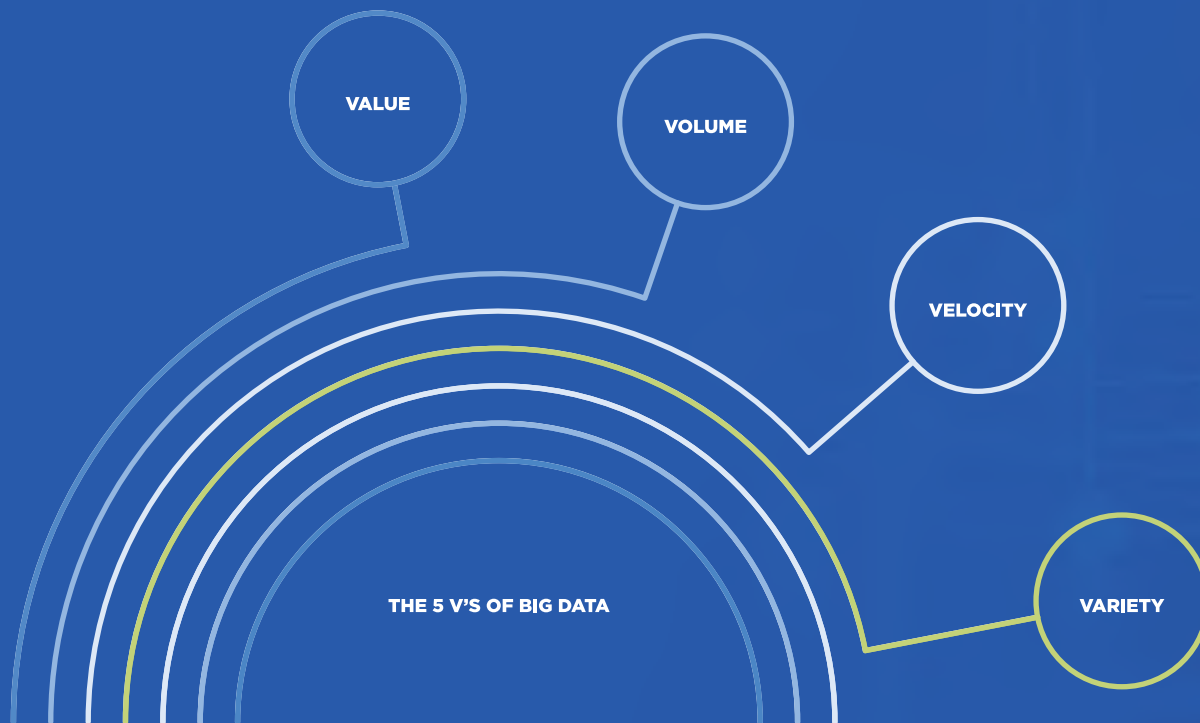 VALUE
VOLUME
VELOCITY
THE 5 V'S OF BIG DATA
VARIETY